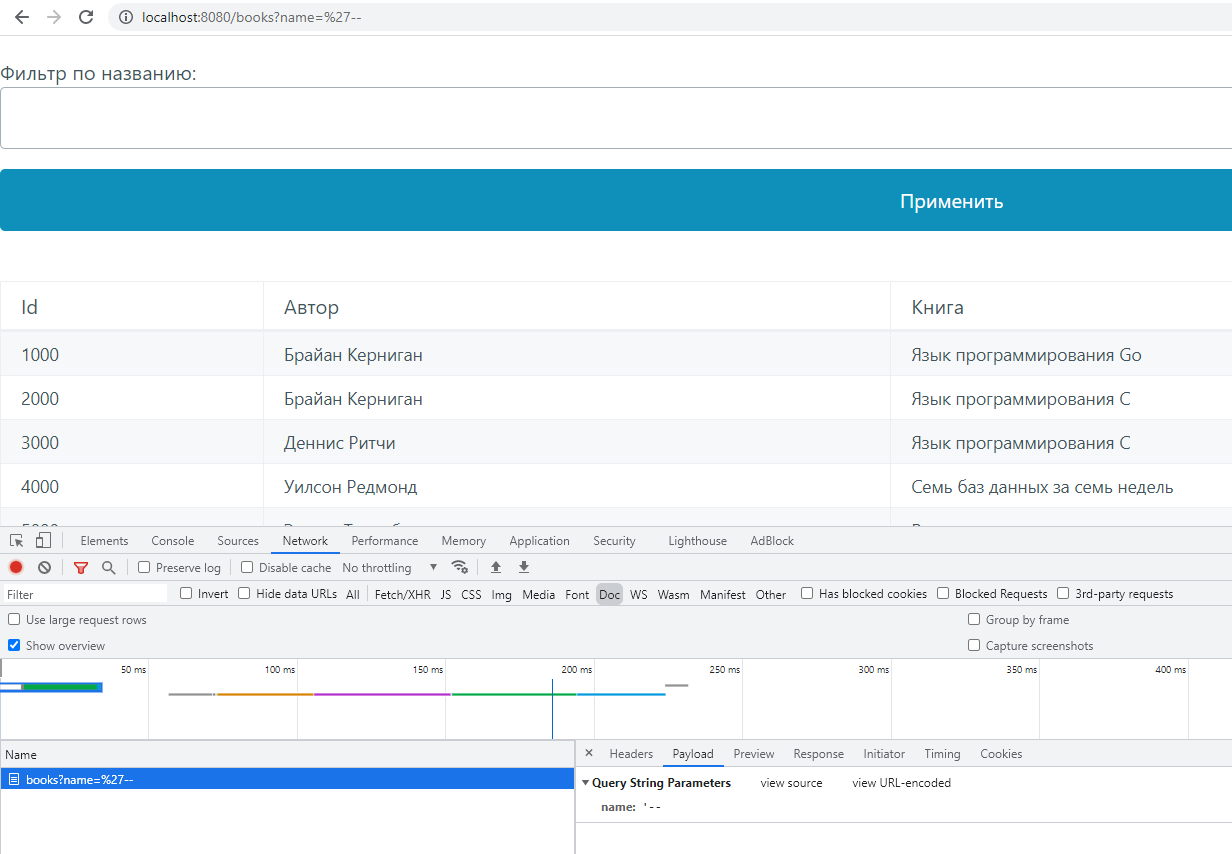 localhost:8080/books?name=%27--
Фильтр по названию:
Применить
Id Автор Книга
1000 Брайан Керниган Язык программирования Go
2000 Брайан Керниган Язык программирования C
3000 Деннис Ритчи Язык программирования C
4000 Уилсон Редмонд Семь баз данных за семь недель
Elements Console Sources Network Performance Memory Application Security Lighthouse AdBlock
Preserve log Disable cache No throttling
Filter Invert Hide data URLs All Fetch/XHR JS CSS Img Media Font Doc WS Wasm Manifest Other Has blocked cookies Blocked Requests 3rd-party requests
Use large request rows Group by frame
Show overview Capture screenshots
50 ms 100 ms 150 ms 200 ms 250 ms 300 ms 350 ms 400 ms
Name Headers Payload Preview Response Initiator Timing Cookies
books?name=%27-- Query String Parameters view source view URL-encoded
name: '--